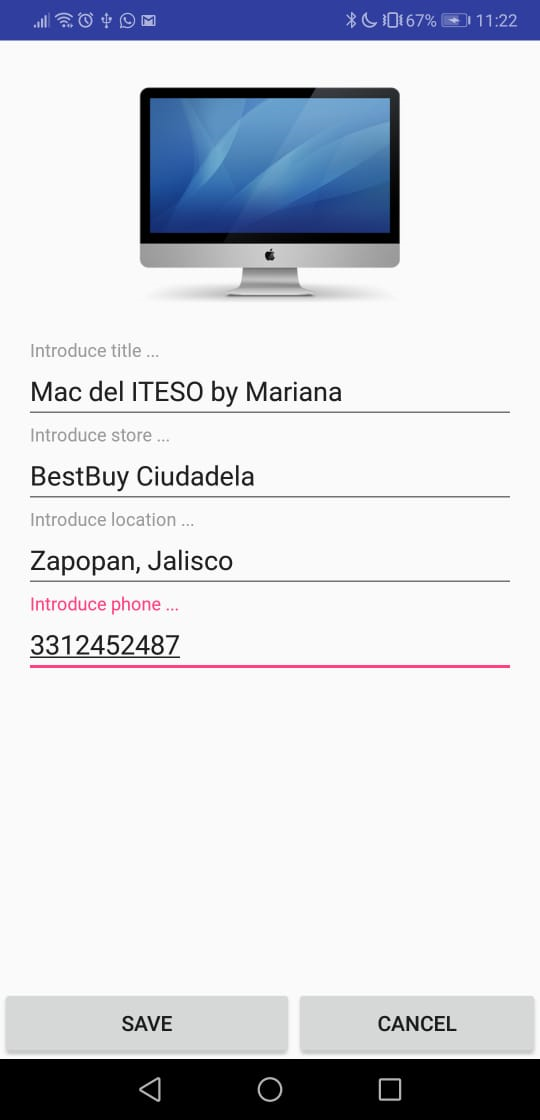 67% 11:22
Introduce title ...
Mac del ITESO by Mariana
Introduce store ...
BestBuy Ciudadela
Introduce location ...
Zapopan, Jalisco
Introduce phone ...
3312452487
SAVE CANCEL